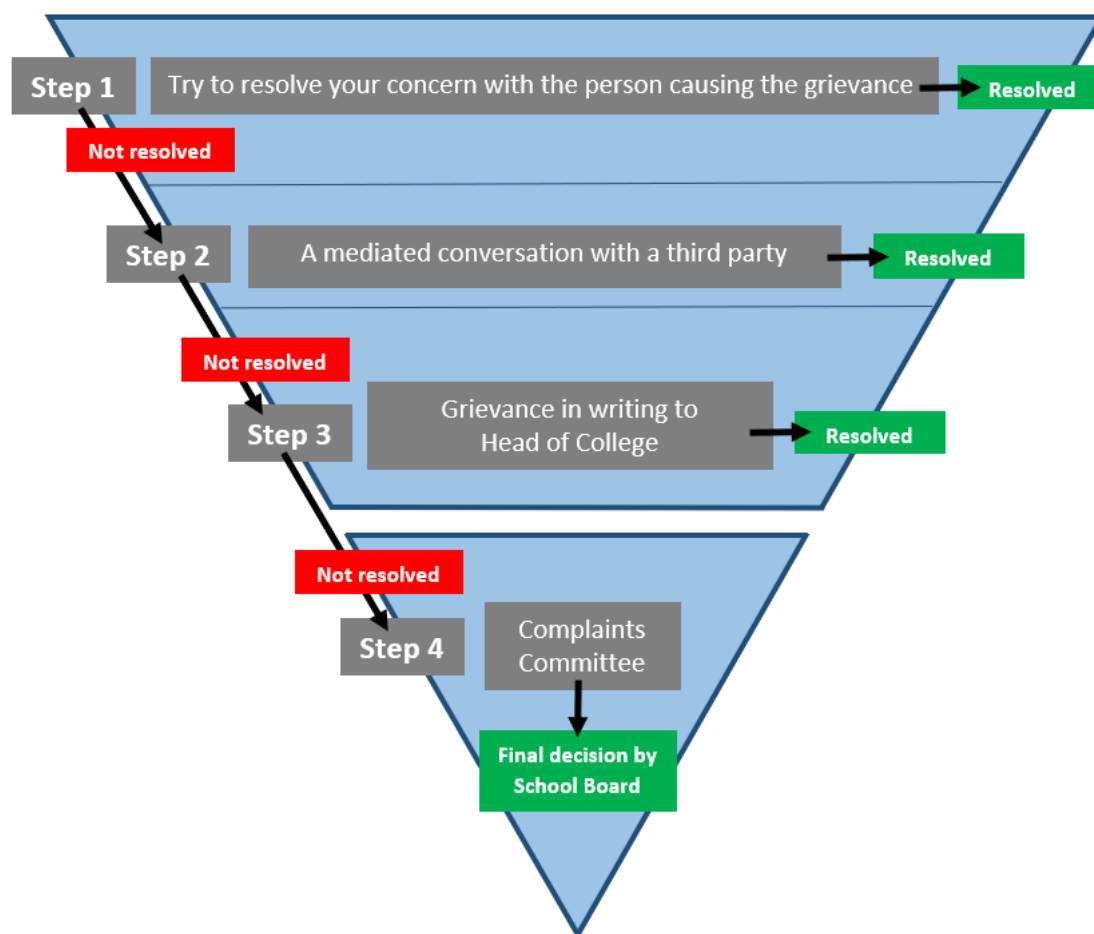 Step 1
Try to resolve your concern with the person causing the grievance
Resolved
Not resolved
Step 2
A mediated conversation with a third party
Resolved
Not resolved
Step 3
Grievance in writing to
Head of College
Resolved
Not resolved
Step 4
Complaints
Committee
Final decision by
School Board